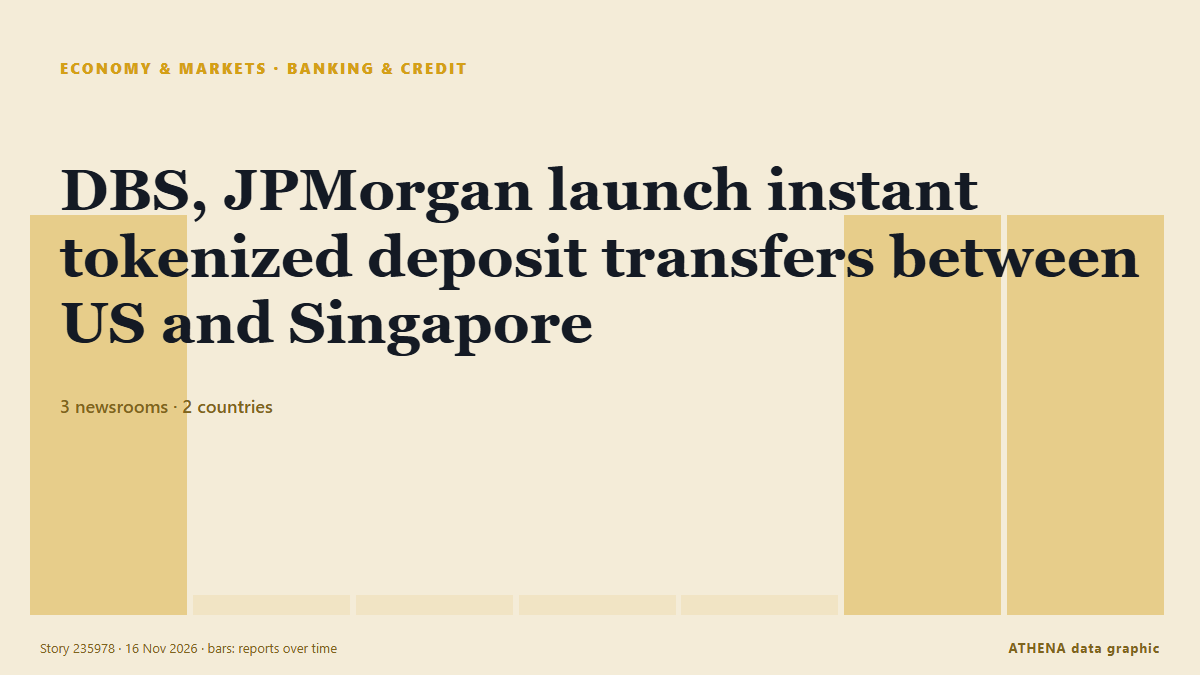 ECONOMY & MARKETS · BANKING & CREDIT
DBS, JPMorgan launch instant
tokenized deposit transfers between
US and Singapore
3 newsrooms · 2 countries
Story 235978 · 16 Nov 2026 · bars: reports over time
ATHENA data graphic